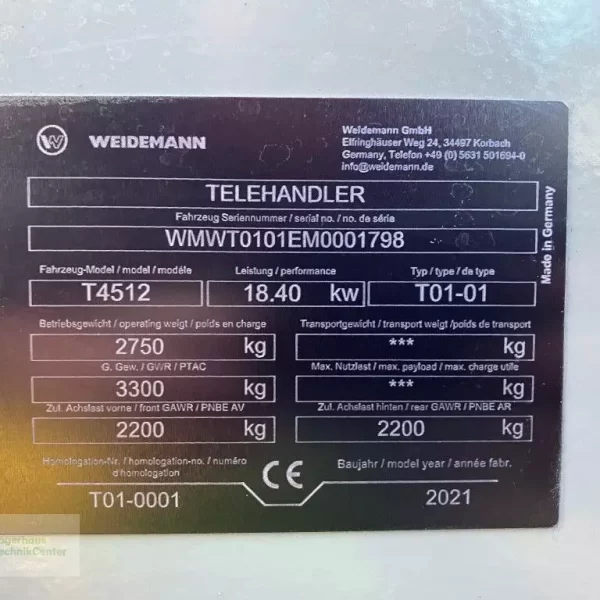 W WEIDEMANN
Weidemann GmbH
Elfringhäuser Weg 24, 34497 Korbach
Germany, Telefon +49 (0) 5631 501694-0
info@weidemann.de
Made in Germany
TELEHANDLER
Fahrzeug Seriennummer / serial no. / no. de série
WMWT0101EM0001798
Fahrzeug-Model / model / modèle Leistung / performance Typ / type / de type
T4512 18.40 kw T01-01
Betriebsgewicht / operating weigt / poids en charge Transportgewicht / transport weigt /poids de transport
2750 kg *** kg
G. Gew. / GWR / PTAC Max. Nutzlast / max. payload / max. charge utile
3300 kg *** kg
Zul. Achslast vorne / front GAWR / PNBE AV Zul. Achslast hinten / rear GAWR / PNBE AR
2200 kg 2200 kg
Homologation-Nr. / homologation-no. / numéro
d'homologation
CE
Baujahr / model year / année fabr.
T01-0001 2021
agerhaus
echnikCenter